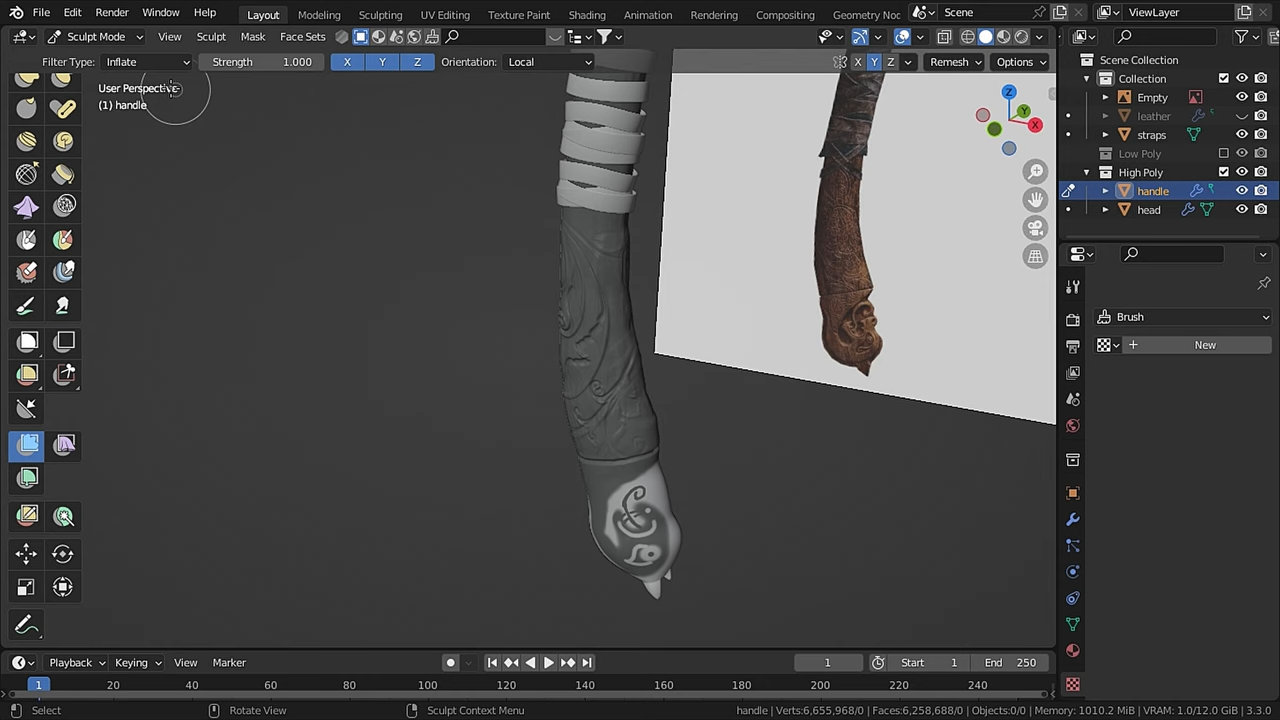 File Edit Render Window Help Layout Modeling Sculpting UV Editing Texture Paint Shading Animation Rendering Compositing Geometry Noc Scene ViewLayer
Sculpt Mode View Sculpt Mask Face Sets
Filter Type: Inflate Strength 1.000 X Y Z Orientation: Local X Y Z Remesh Options
User Perspective
(1) handle
Z
Y
X
Scene Collection
Collection
Empty
leather
straps
Low Poly
High Poly
handle
head
Brush
New
Playback Keying View Marker 1 Start 1 End 250
1 20 40 60 80 100 120 140 160 180 200 220 240
Select Rotate View Sculpt Context Menu handle | Verts:6,655,968/0 | Faces:6,258,688/0 | Objects:0/0 | Memory: 1010.2 MiB | VRAM: 1.0/12.0 GiB | 3.3.0